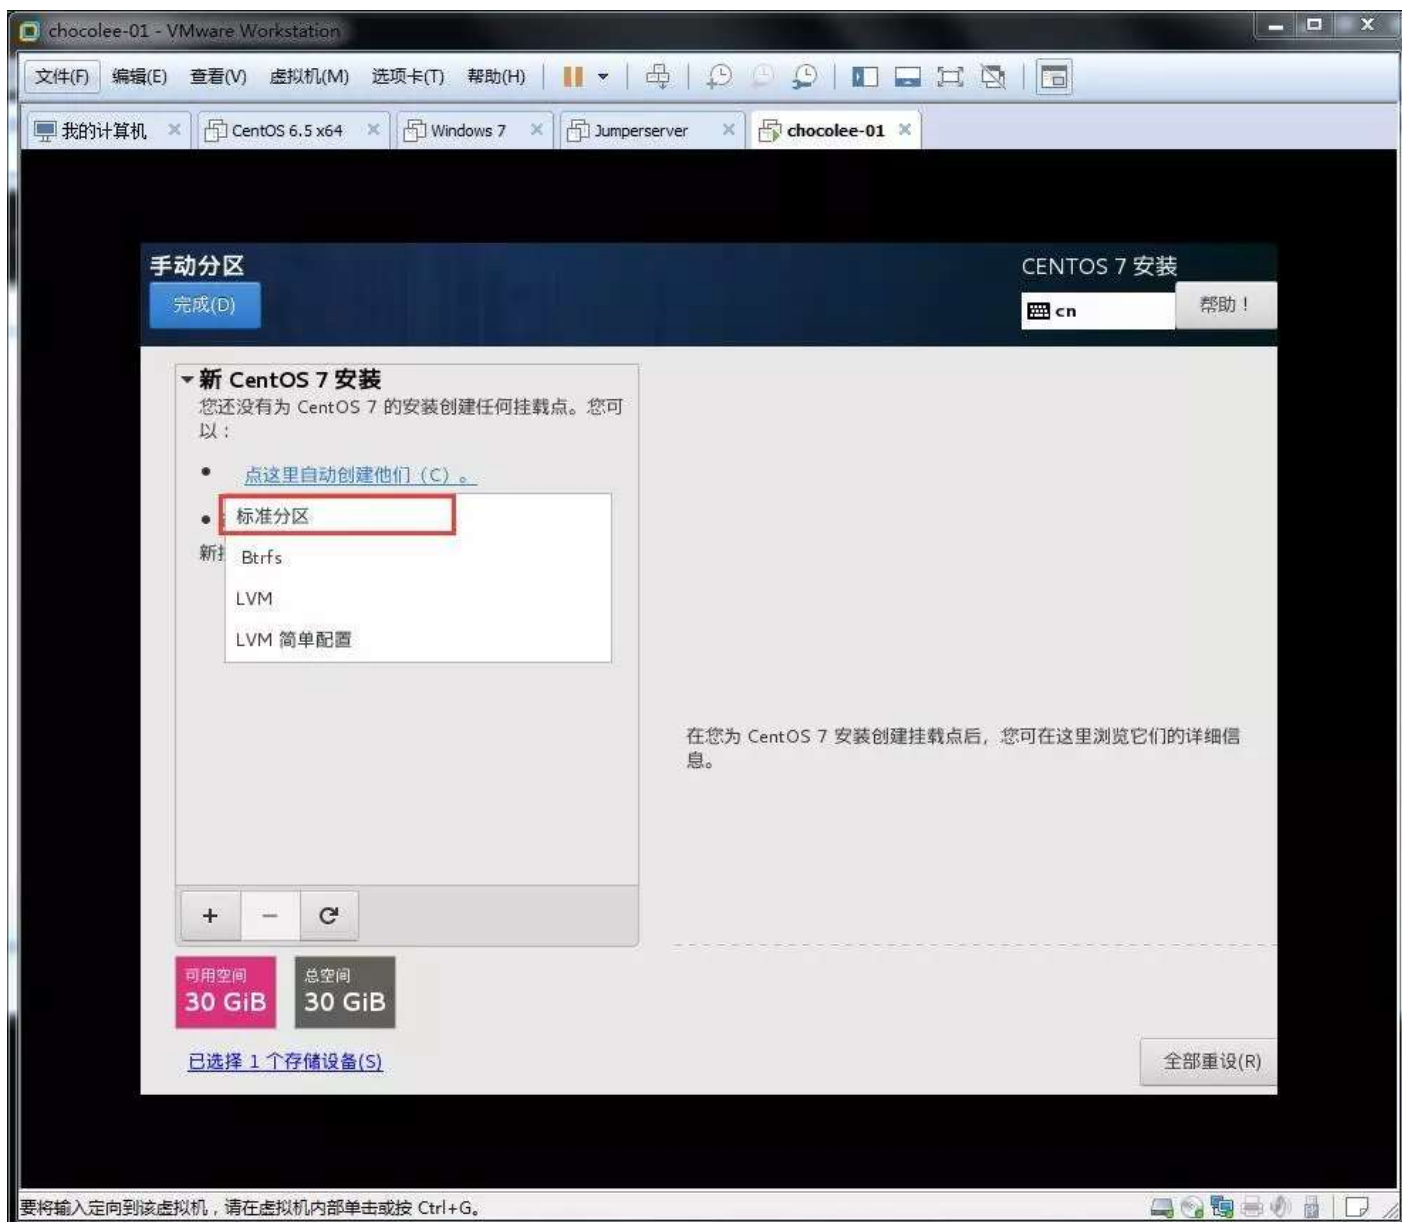 chocolee-01 - VMware Workstation
文件(F) 编辑(E) 查看(V) 虚拟机(M) 选项卡(T) 帮助(H)
我的计算机 CentOS 6.5 x64 Windows 7 Jumperserver chocolee-01
手动分区
CENTOS 7 安装
完成(D)
cn
帮助！
新 CentOS 7 安装
您还没有为 CentOS 7 的安装创建任何挂载点。您可
以：
点这里自动创建他们（C）。
标准分区
新
Btrfs
LVM
LVM 简单配置
在您为 CentOS 7 安装创建挂载点后，您可在这里浏览它们的详细信
息。
可用空间
30 GiB
总空间
30 GiB
已选择 1 个存储设备(S)
全部重设(R)
要将输入定向到该虚拟机，请在虚拟机内部单击或按 Ctrl+G。